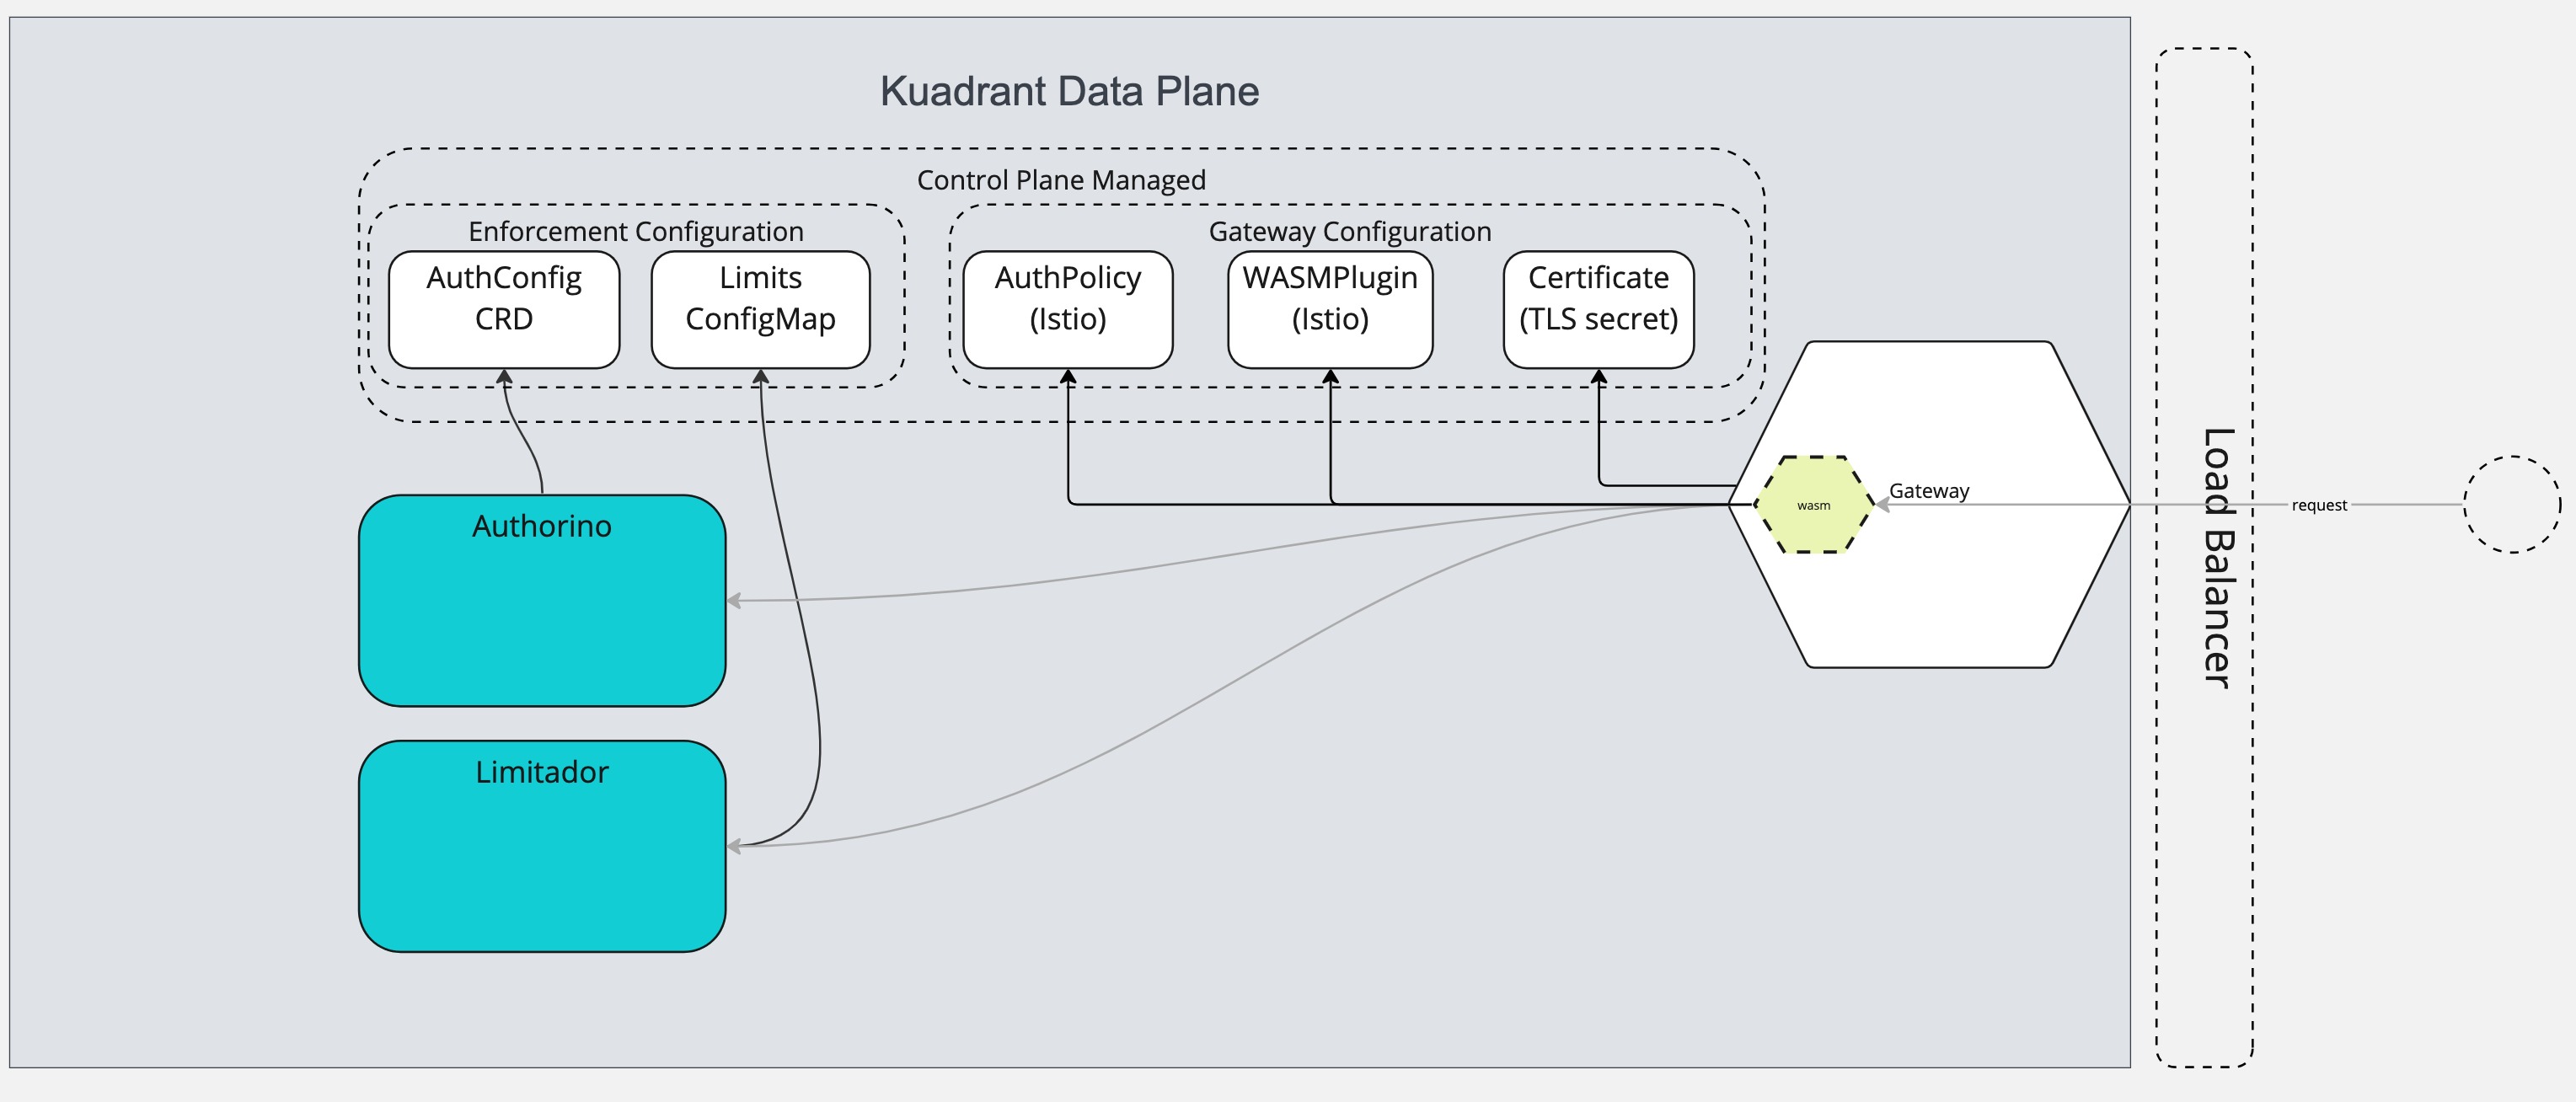 Kuadrant Data Plane
Control Plane Managed
Enforcement Configuration
Gateway Configuration
AuthConfig
CRD
Limits
ConfigMap
AuthPolicy
(Istio)
WASMPlugin
(Istio)
Certificate
(TLS secret)
Authorino
Limitador
wasm
Gateway
Load Balancer
request